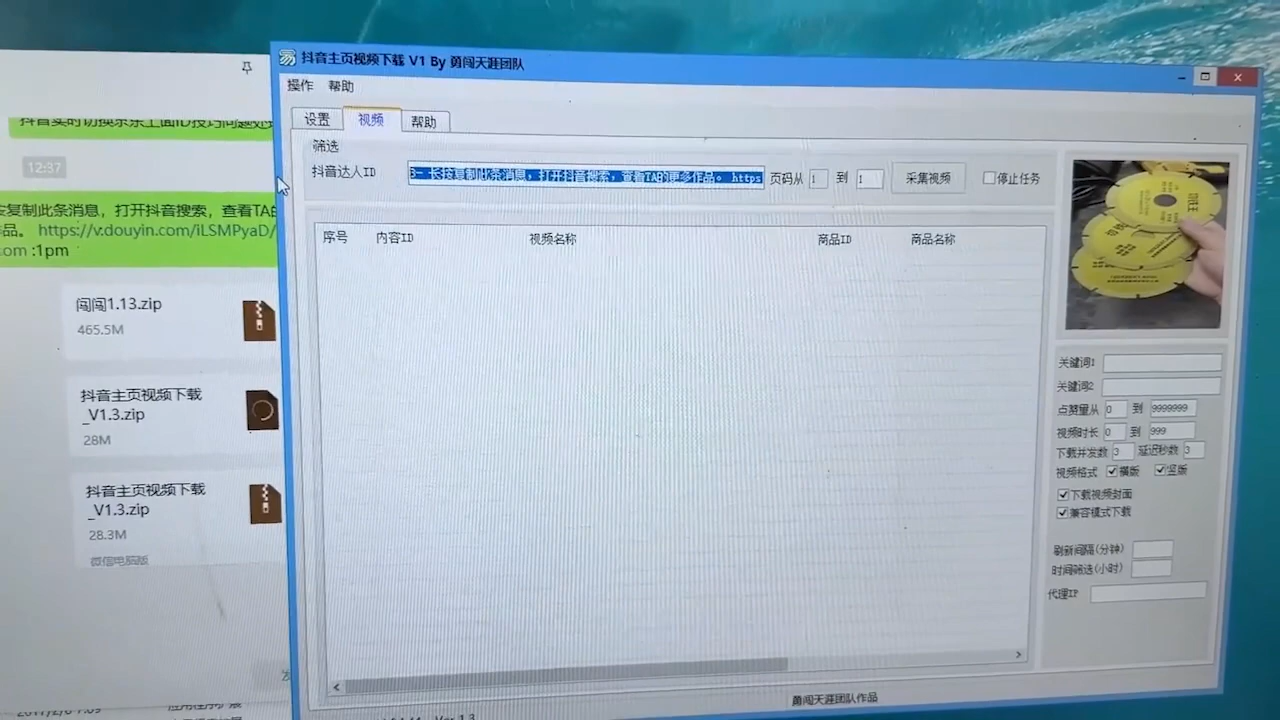 抖音主页视频下载 V1 By 勇闯天涯团队
操作 帮助
设置 视频 帮助
筛选
抖音达人ID
3- 长按复制此条消息，打开抖音搜索，查看TA的更多作品。 https
页码从 1 到 1 采集视频 停止任务
序号 内容ID 视频名称 商品ID 商品名称
关键词1
关键词2
点赞量从 0 到 9999999
视频时长 0 到 999
下载并发数 3 延迟秒数 3
视频格式 横版 竖版
下载视频封面
兼容模式下载
刷新间隔(分钟)
时间筛选(小时)
代理IP
勇闯天涯团队作品
12:37
复制此条消息，打开抖音搜索，查看TA的
品。 https://v.douyin.com/iLSMPyaD/
om :1pm
闯闯1.13.zip
465.5M
抖音主页视频下载
_V1.3.zip
28M
抖音主页视频下载
_V1.3.zip
28.3M
微信电脑版